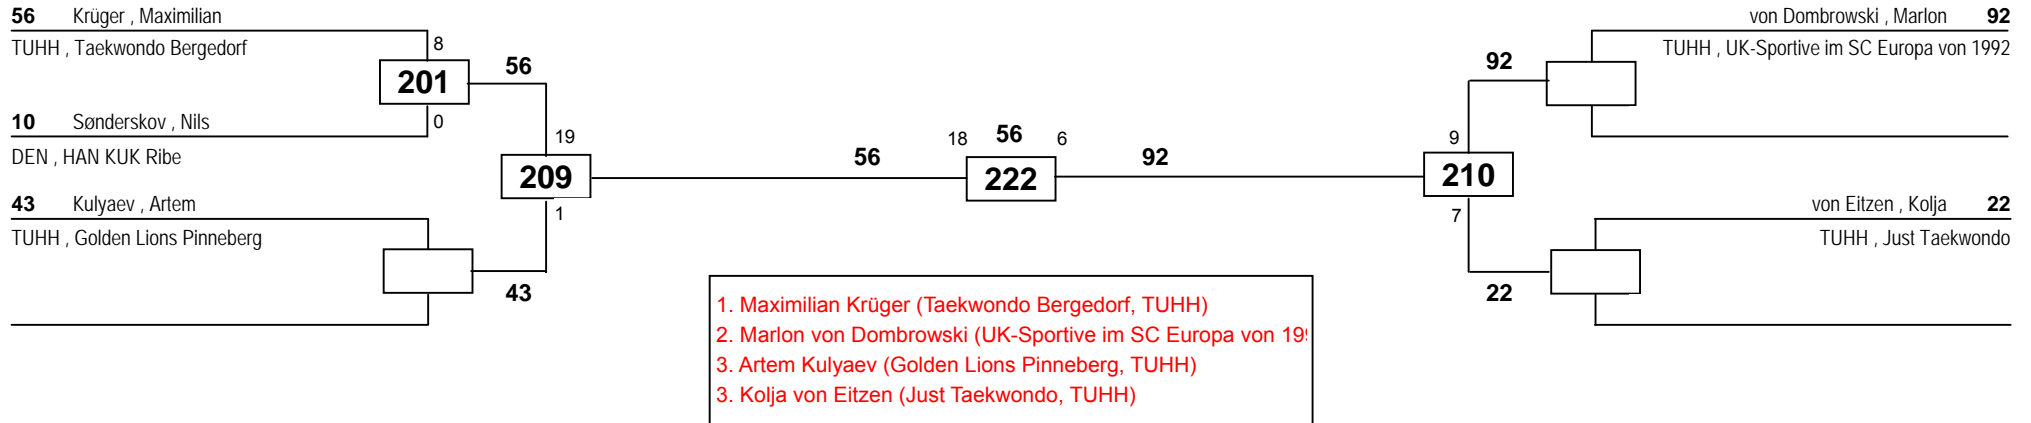 56 Krüger , Maximilian
TUHH , Taekwondo Bergedorf
8
201
56
10 Sønderskov , Nils
0
DEN , HAN KUK Ribe
19
209
1
43 Kulyaev , Artem
TUHH , Golden Lions Pinneberg
43
56
18 56 6
222
92
von Dombrowski , Marlon 92
TUHH , UK-Sportive im SC Europa von 1992
92
9
210
7
von Eitzen , Kolja 22
TUHH , Just Taekwondo
22
1. Maximilian Krüger (Taekwondo Bergedorf, TUHH)
2. Marlon von Dombrowski (UK-Sportive im SC Europa von 19
3. Artem Kulyaev (Golden Lions Pinneberg, TUHH)
3. Kolja von Eitzen (Just Taekwondo, TUHH)